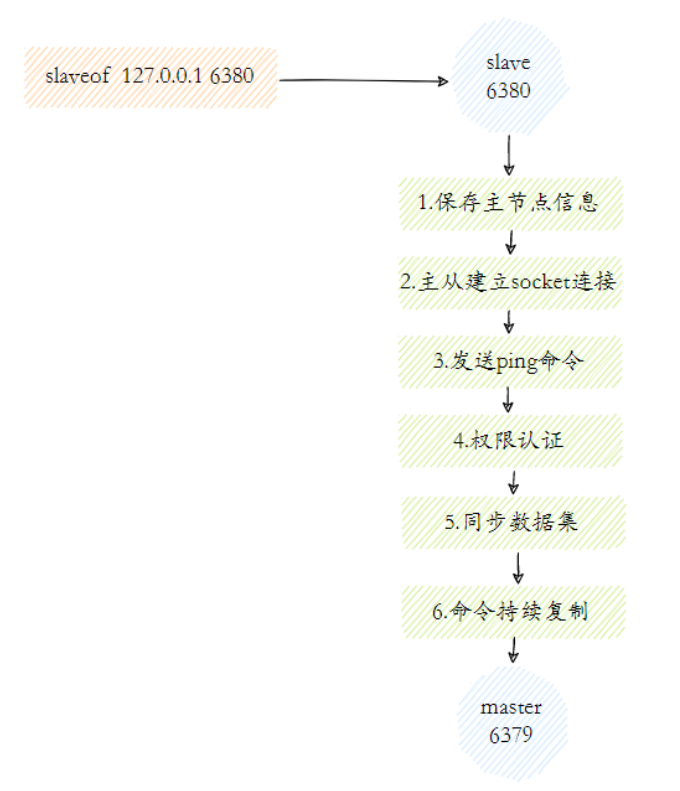 slaveof 127.0.0.1 6380
slave
6380
1.保存主节点信息
2.主从建立socket连接
3.发送ping命令
4.权限认证
5.同步数据集
6.命令持续复制
master
6379